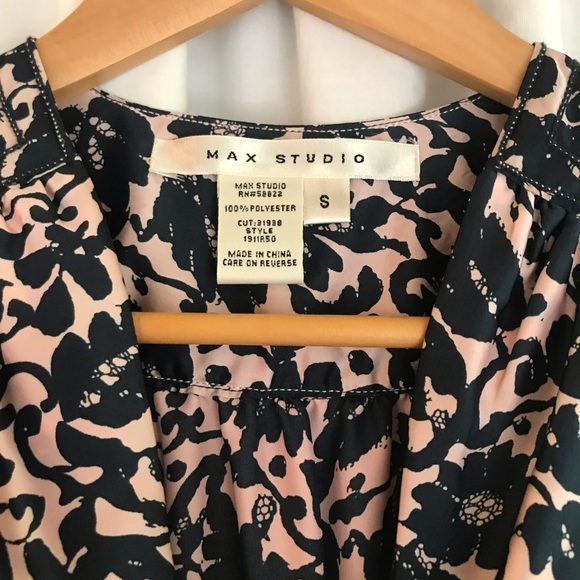 MAX STUDIO
MAX STUDIO
RN#58822
100% POLYESTER
CUT:31938
STYLE
1911R50
MADE IN CHINA
CARE ON REVERSE
S